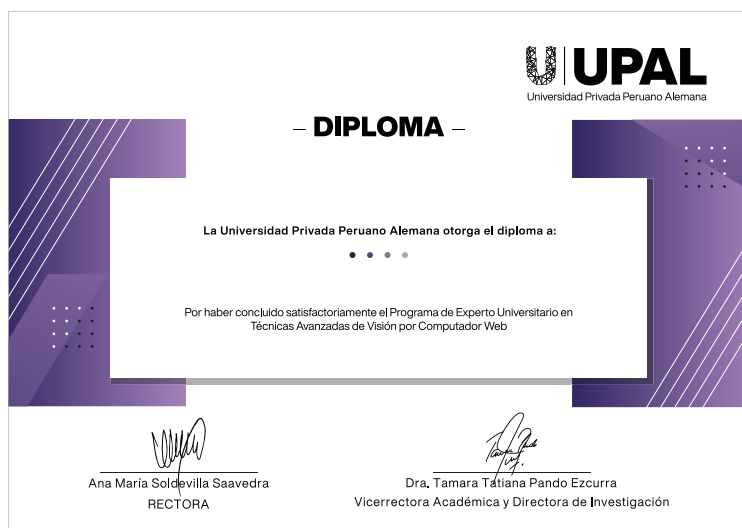 UPAL
Universidad Privada Peruano Alemana
– DIPLOMA –
La Universidad Privada Peruano Alemana otorga el diploma a:
Por haber concluido satisfactoriamente el Programa de Experto Universitario en
Técnicas Avanzadas de Visión por Computador Web
Ana María Soldevilla Saavedra
RECTORA
Dra. Tamara Tatiana Pando Ezcurra
Vicerrectora Académica y Directora de Investigación